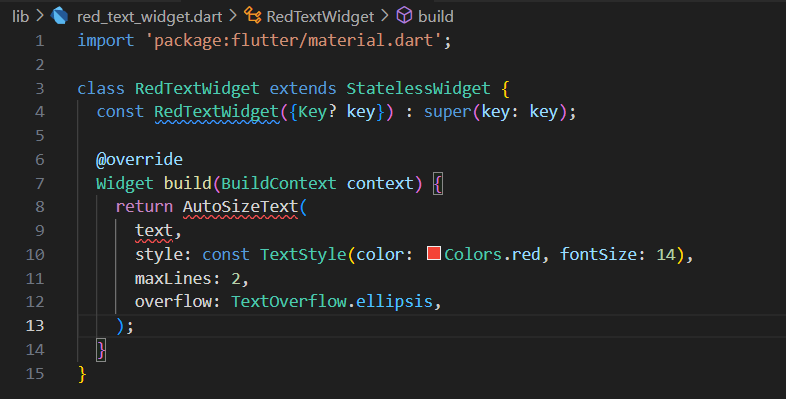 lib > red_text_widget.dart > RedTextWidget > build
1 import 'package:flutter/material.dart';
2
3 class RedTextWidget extends StatelessWidget {
4 const RedTextWidget({Key? key}) : super(key: key);
5
6 @override
7 Widget build(BuildContext context) {
8 return AutoSizeText(
9 text,
10 style: const TextStyle(color: Colors.red, fontSize: 14),
11 maxLines: 2,
12 overflow: TextOverflow.ellipsis,
13 );
14 }
15 }